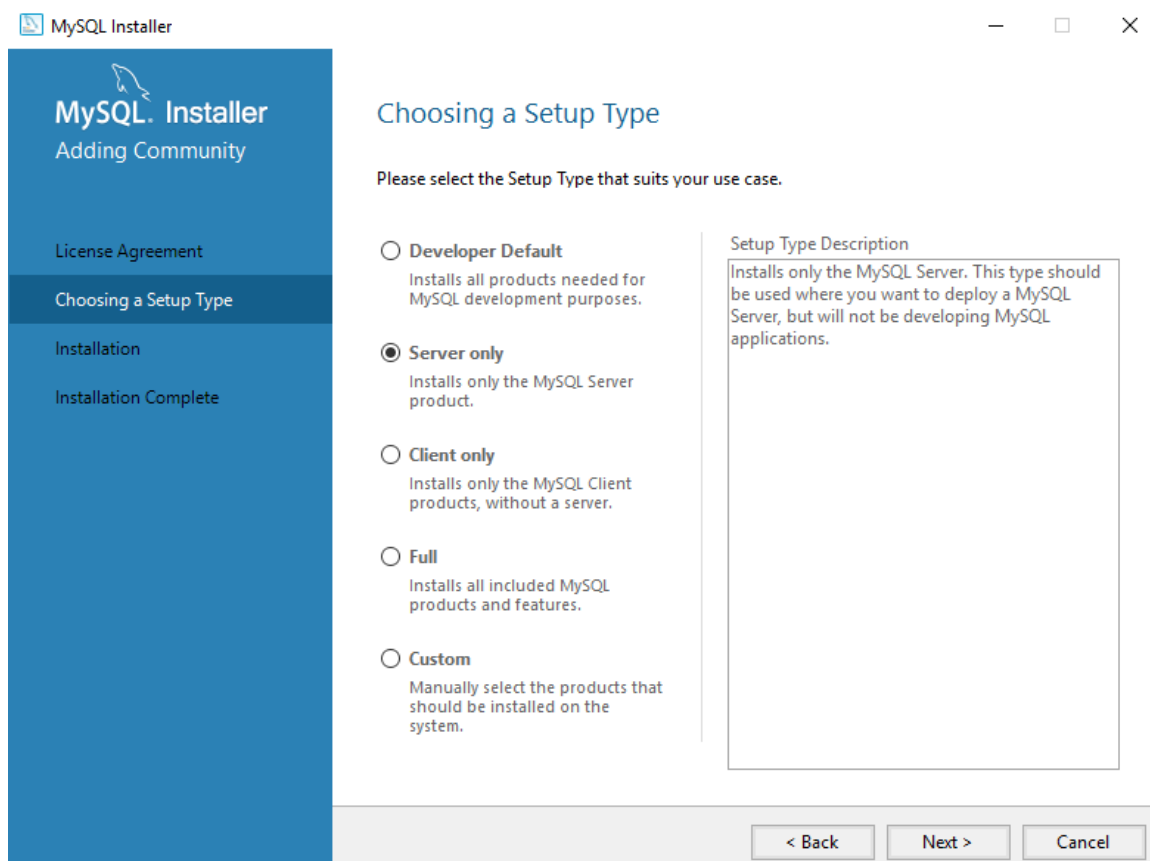 MySQL Installer
MySQL. Installer
Adding Community
License Agreement
Choosing a Setup Type
Installation
Installation Complete
Choosing a Setup Type
Please select the Setup Type that suits your use case.
Developer Default
Installs all products needed for
MySQL development purposes.
Server only
Installs only the MySQL Server
product.
Client only
Installs only the MySQL Client
products, without a server.
Full
Installs all included MySQL
products and features.
Custom
Manually select the products that
should be installed on the
system.
Setup Type Description
Installs only the MySQL Server. This type should
be used where you want to deploy a MySQL
Server, but will not be developing MySQL
applications.
< Back
Next >
Cancel